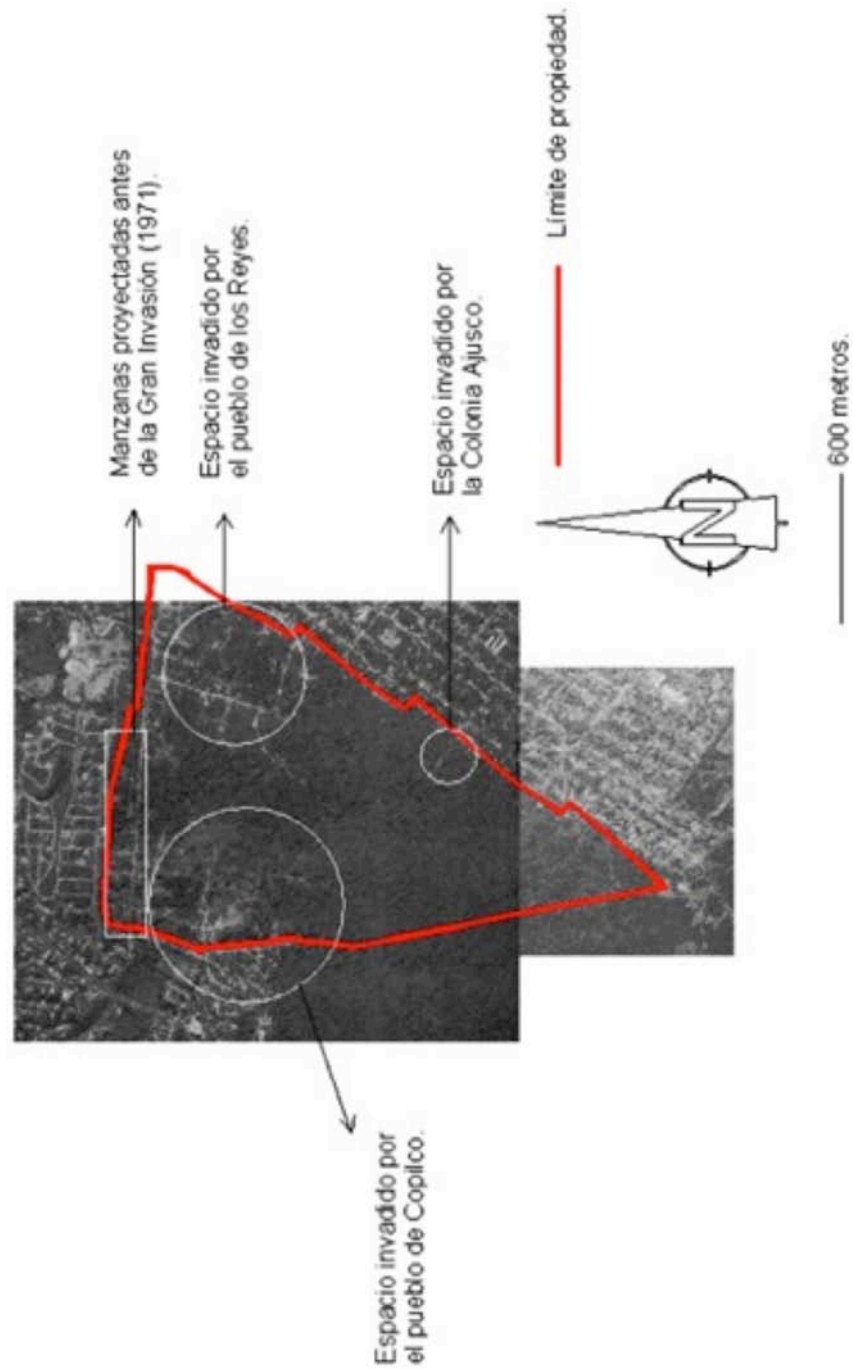 Manzanas proyectadas antes
de la Gran Invasión (1971).
Espacio invadido por
el pueblo de los Reyes.
Espacio invadido por
la Colonia Ajusco.
Espacio invadido por
el pueblo de Copilco.
Límite de propiedad.
N
600 metros.